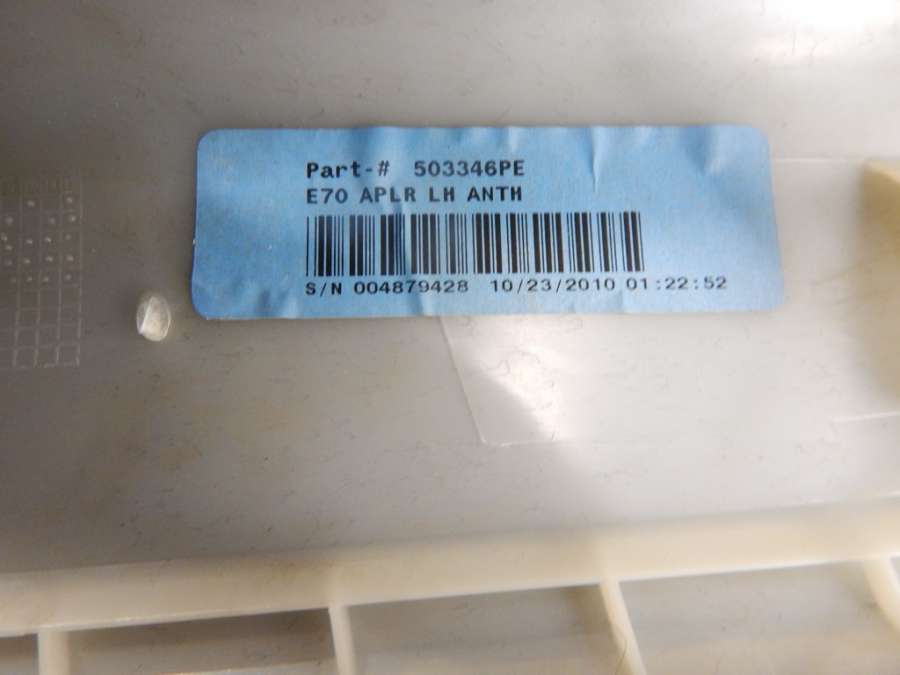 Part-# 503346PE
E70 APLR LH ANTH
S/N 004879428 10/23/2010 01:22:52